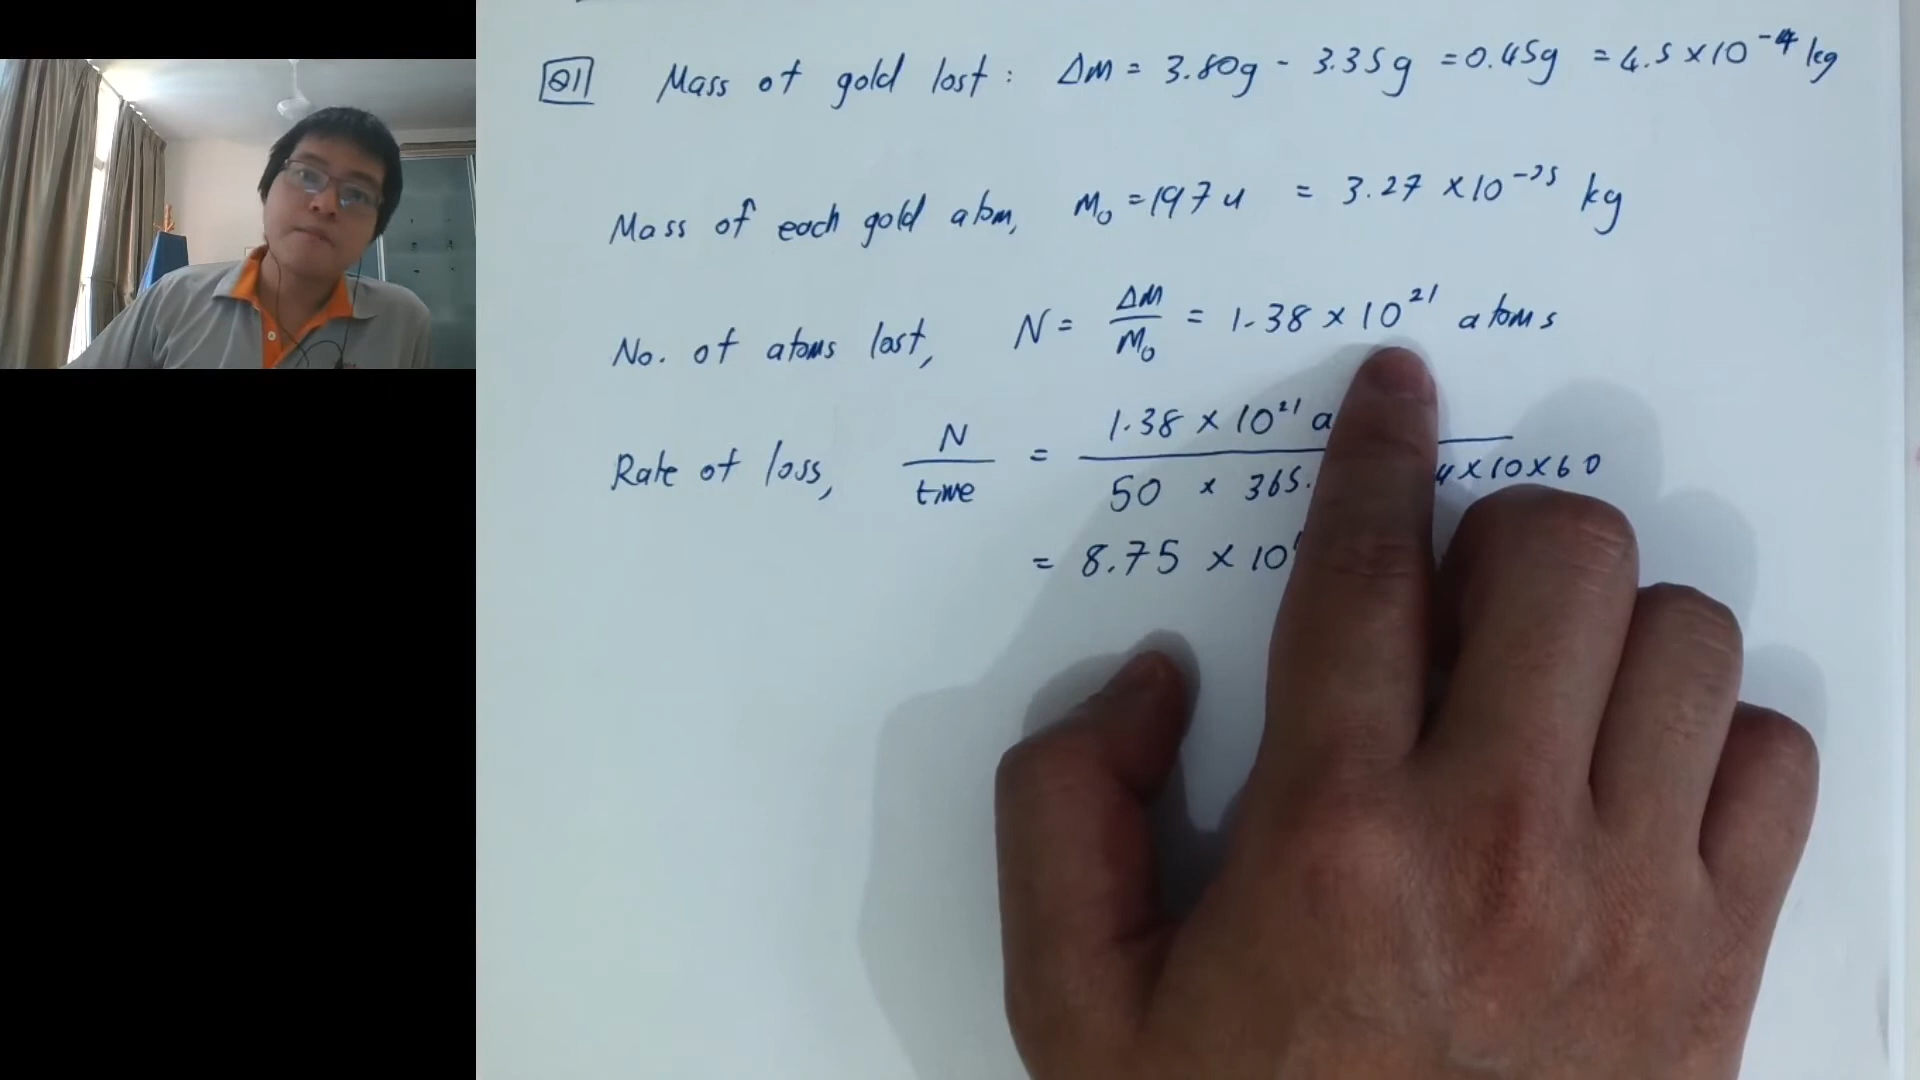 Q1 Mass of gold lost : ΔM = 3.80g - 3.35g = 0.45g = 4.5 × 10⁻⁴ kg
Mass of each gold atom, M₀ = 197 u = 3.27 × 10⁻²⁵ kg
No. of atoms lost, N = ΔM/M₀ = 1.38 × 10²¹ atoms
Rate of loss, N/time = 1.38 × 10²¹ a / 50 × 365. 4×10×60
= 8.75 × 10